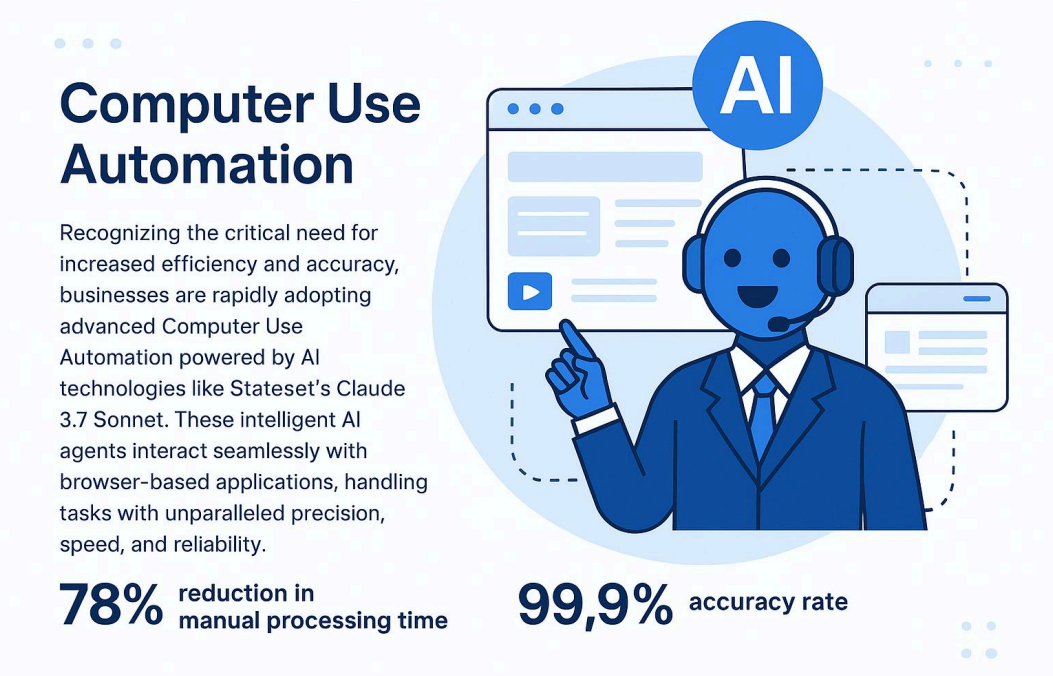 Computer Use
Automation
Recognizing the critical need for
increased efficiency and accuracy,
businesses are rapidly adopting
advanced Computer Use
Automation powered by AI
technologies like Stateset's Claude
3.7 Sonnet. These intelligent AI
agents interact seamlessly with
browser-based applications, handling
tasks with unparalleled precision,
speed, and reliability.
78% reduction in
manual processing time
99,9% accuracy rate
AI